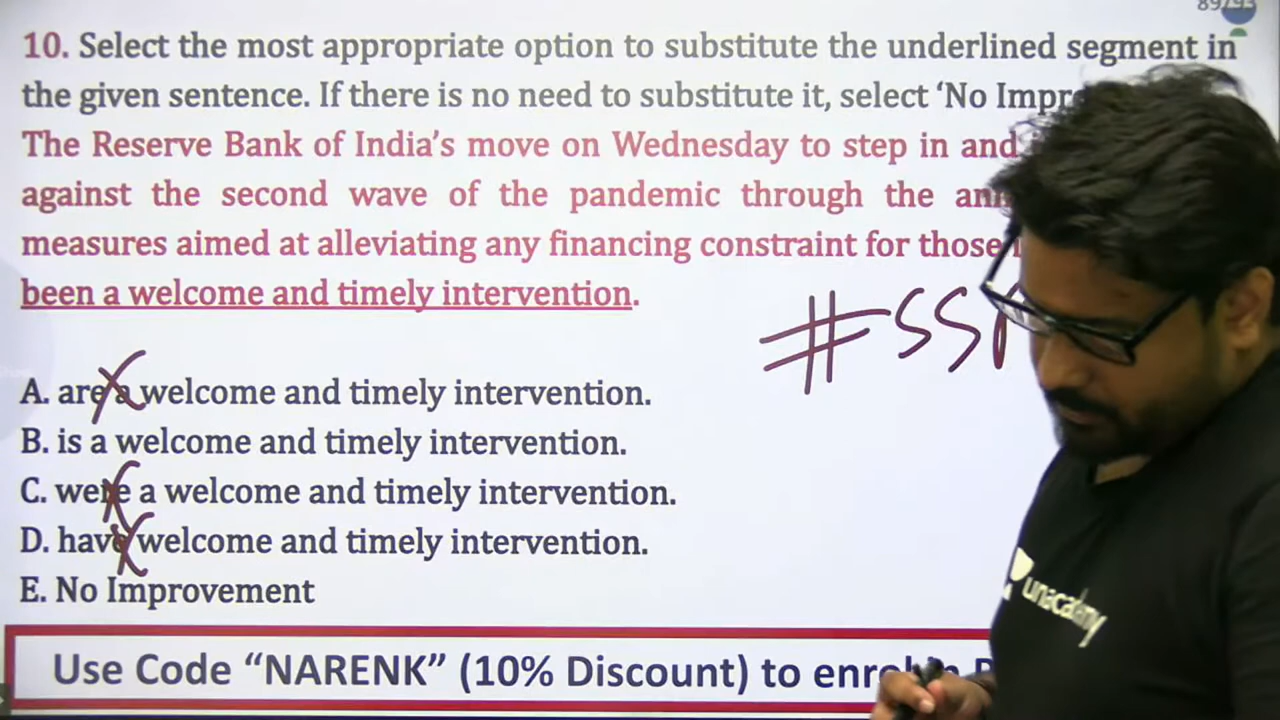 10. Select the most appropriate option to substitute the underlined segment in
the given sentence. If there is no need to substitute it, select ‘No
The Reserve Bank of India’s move on Wednesday to step in and
against the second wave of the pandemic through the
measures aimed at alleviating any financing constraint for those
been a welcome and timely intervention.
#SS
A. are a welcome and timely intervention.
B. is a welcome and timely intervention.
C. were a welcome and timely intervention.
D. have welcome and timely intervention.
E. No Improvement
unacademy
Use Code “NARENK” (10% Discount) to